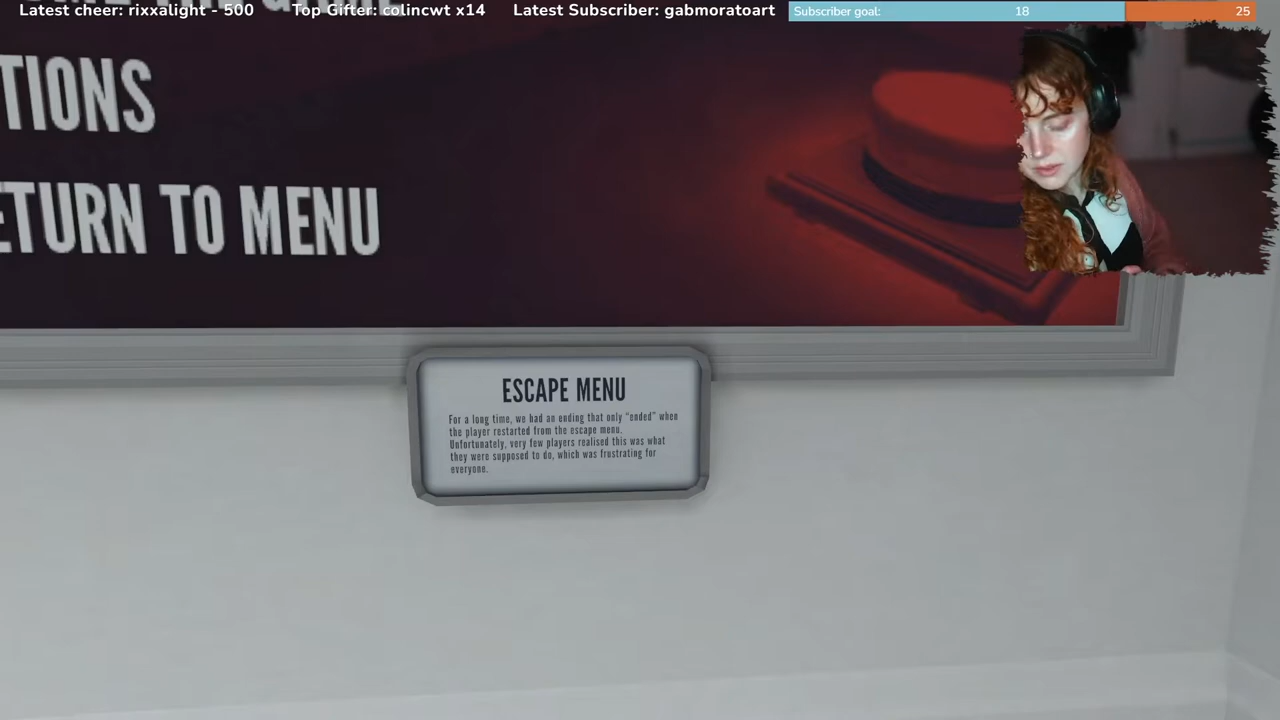 Latest cheer: rixxalight - 500 Top Gifter: colincwt x14 Latest Subscriber: gabmoratoart Subscriber goal: 18 25
TIONS
ETURN TO MENU
ESCAPE MENU
For a long time, we had an ending that only "ended" when
the player restarted from the escape menu.
Unfortunately, very few players realised this was what
they were supposed to do, which was frustrating for
everyone.